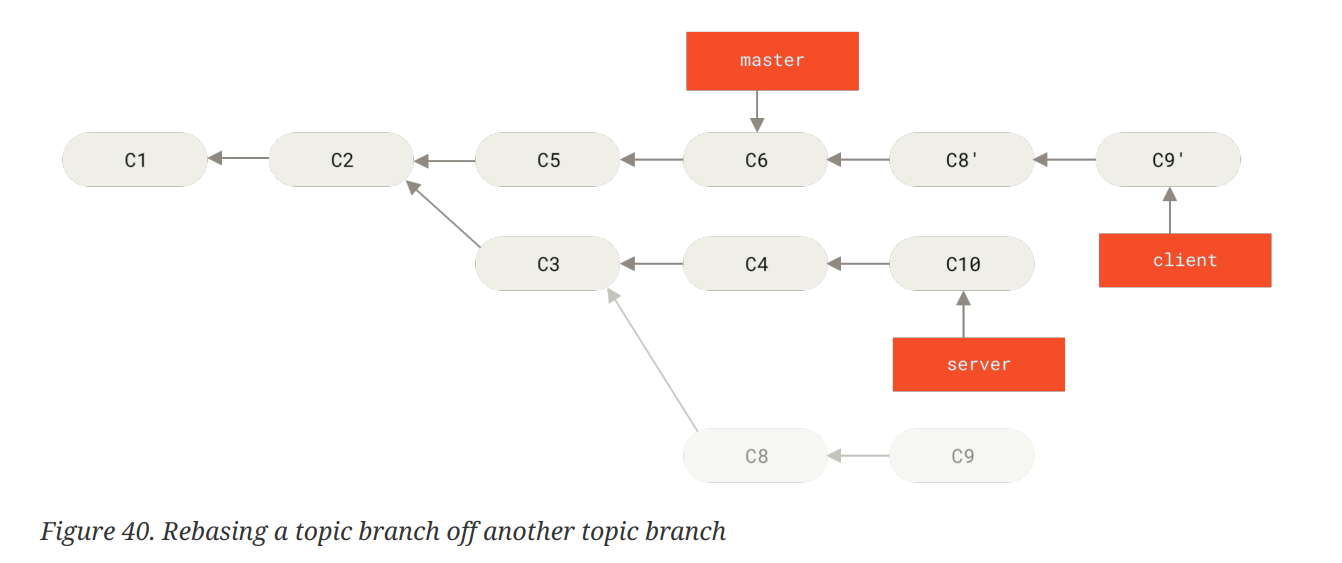 master
C1
C2
C5
C6
C8'
C9'
C3
C4
C10
client
server
C8
C9
Figure 40. Rebasing a topic branch off another topic branch